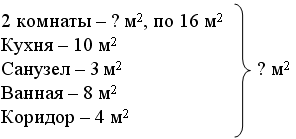 2 комнаты – ? м², по 16 м²
Кухня – 10 м²
Санузел – 3 м²
Ванная – 8 м²
Коридор – 4 м²
? м²